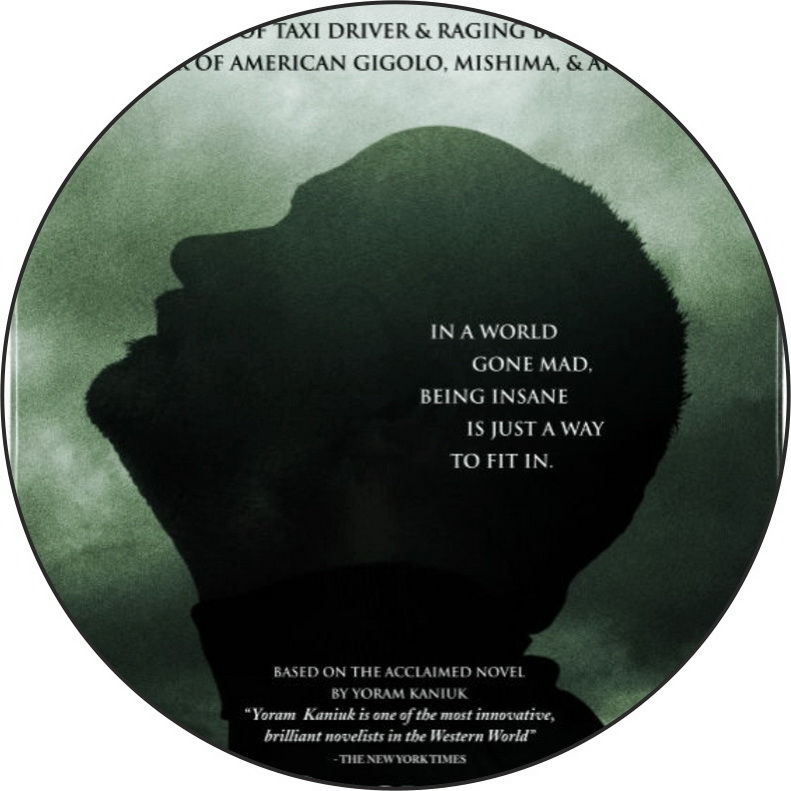 OF TAXI DRIVER & RAGING
OF AMERICAN GIGOLO, MISHIMA, &
IN A WORLD
GONE MAD,
BEING INSANE
IS JUST A WAY
TO FIT IN.
BASED ON THE ACCLAIMED NOVEL
BY YORAM KANIUK
“Yoram Kaniuk is one of the most innovative,
brilliant novelists in the Western World”
- THE NEW YORK TIMES